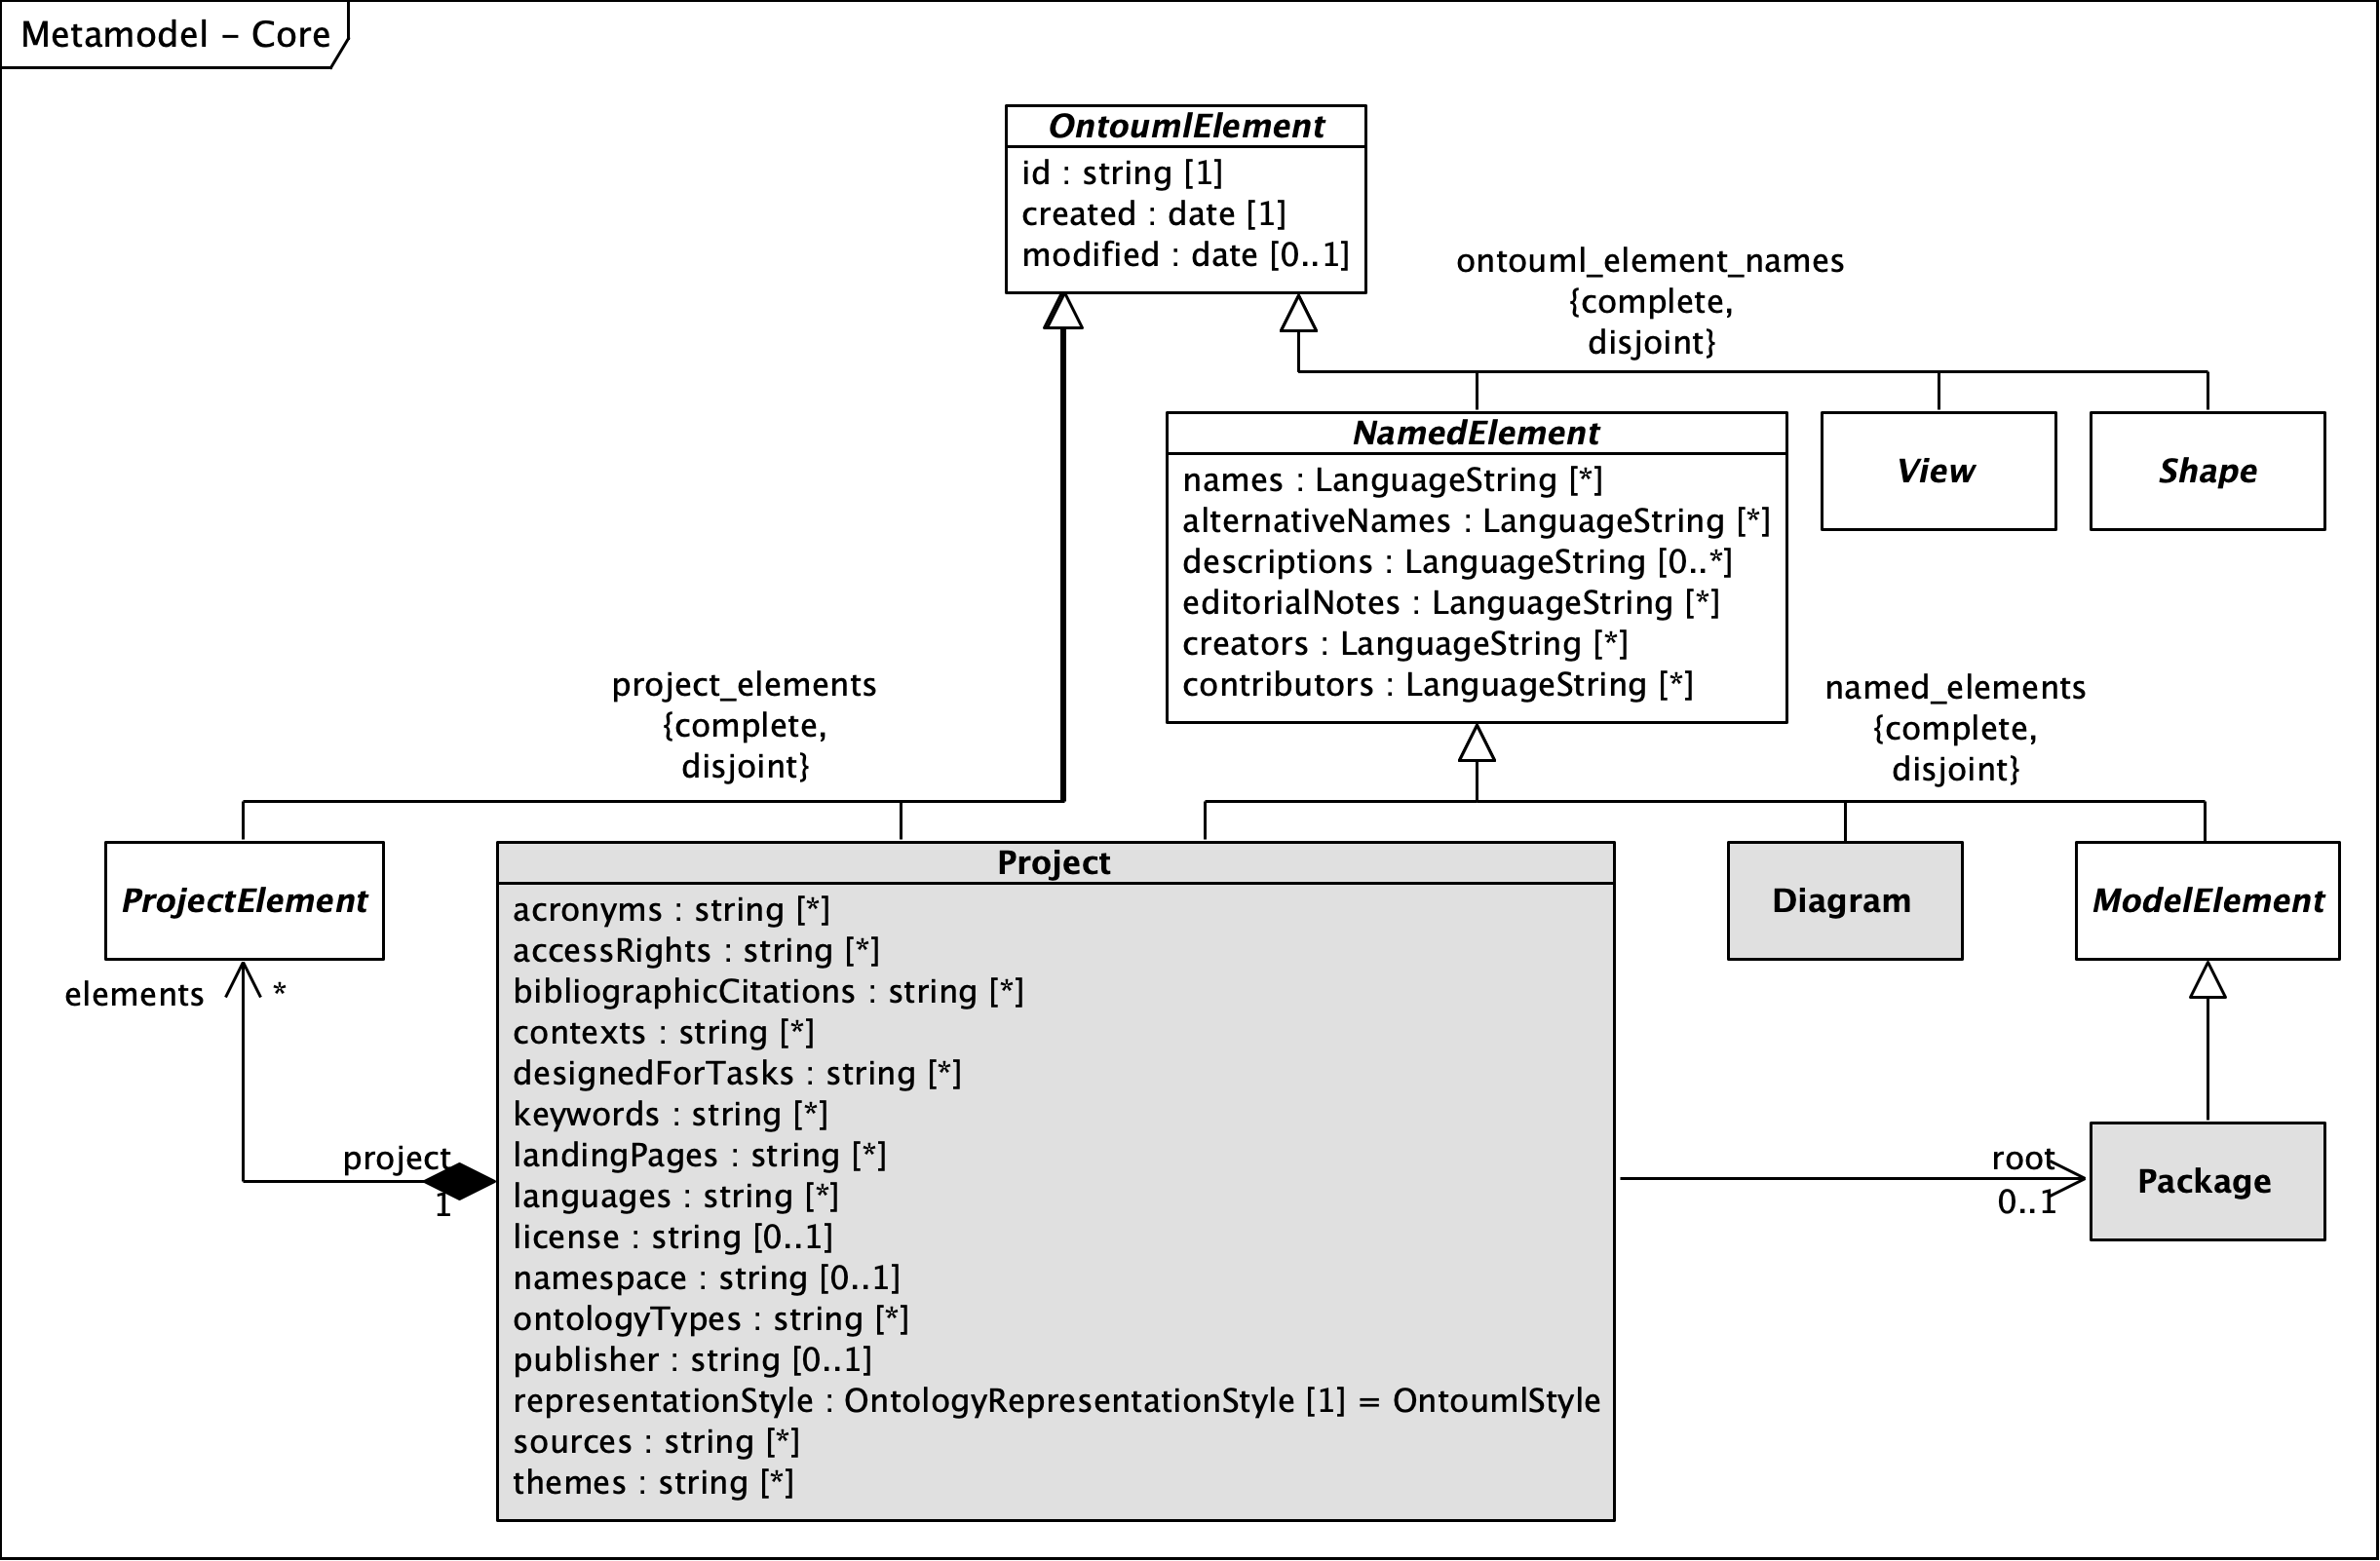 Metamodel – Core
OntoumlElement
id : string [1]
created : date [1]
modified : date [0..1]
ontouml_element_names
{complete,
disjoint}
NamedElement
names : LanguageString [*]
alternativeNames : LanguageString [*]
descriptions : LanguageString [0..*]
editorialNotes : LanguageString [*]
creators : LanguageString [*]
contributors : LanguageString [*]
View
Shape
project_elements
{complete,
disjoint}
named_elements
{complete,
disjoint}
ProjectElement
elements
*
project
1
Project
acronyms : string [*]
accessRights : string [*]
bibliographicCitations : string [*]
contexts : string [*]
designedForTasks : string [*]
keywords : string [*]
landingPages : string [*]
languages : string [*]
license : string [0..1]
namespace : string [0..1]
ontologyTypes : string [*]
publisher : string [0..1]
representationStyle : OntologyRepresentationStyle [1] = OntoumlStyle
sources : string [*]
themes : string [*]
Diagram
ModelElement
root
0..1
Package